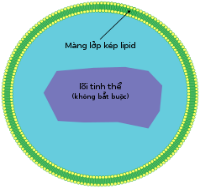 Màng lớp kép lipid
lõi tinh thể
(không bắt buộc)